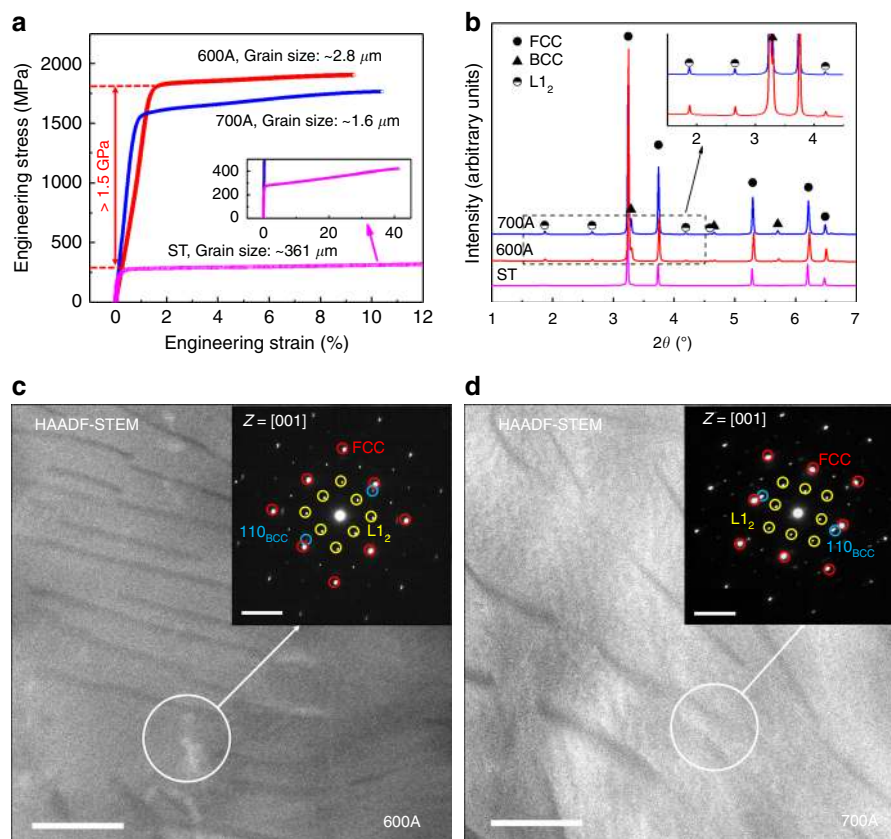 a
2000
1750
1500
1250
1000
750
500
250
0
Engineering stress (MPa)
600A, Grain size: ~2.8 μm
700A, Grain size: ~1.6 μm
> 1.5 GPa
400
200
0
0 20 40
ST, Grain size: ~361 μm
0 2 4 6 8 10 12
Engineering strain (%)
b
Intensity (arbitrary units)
FCC
BCC
L1₂
2 3 4
700A
600A
ST
1 2 3 4 5 6 7
2θ (°)
c
HAADF-STEM
Z = [001]
FCC
L1₂
110BCC
600A
d
HAADF-STEM
Z = [001]
FCC
L1₂
110BCC
700A